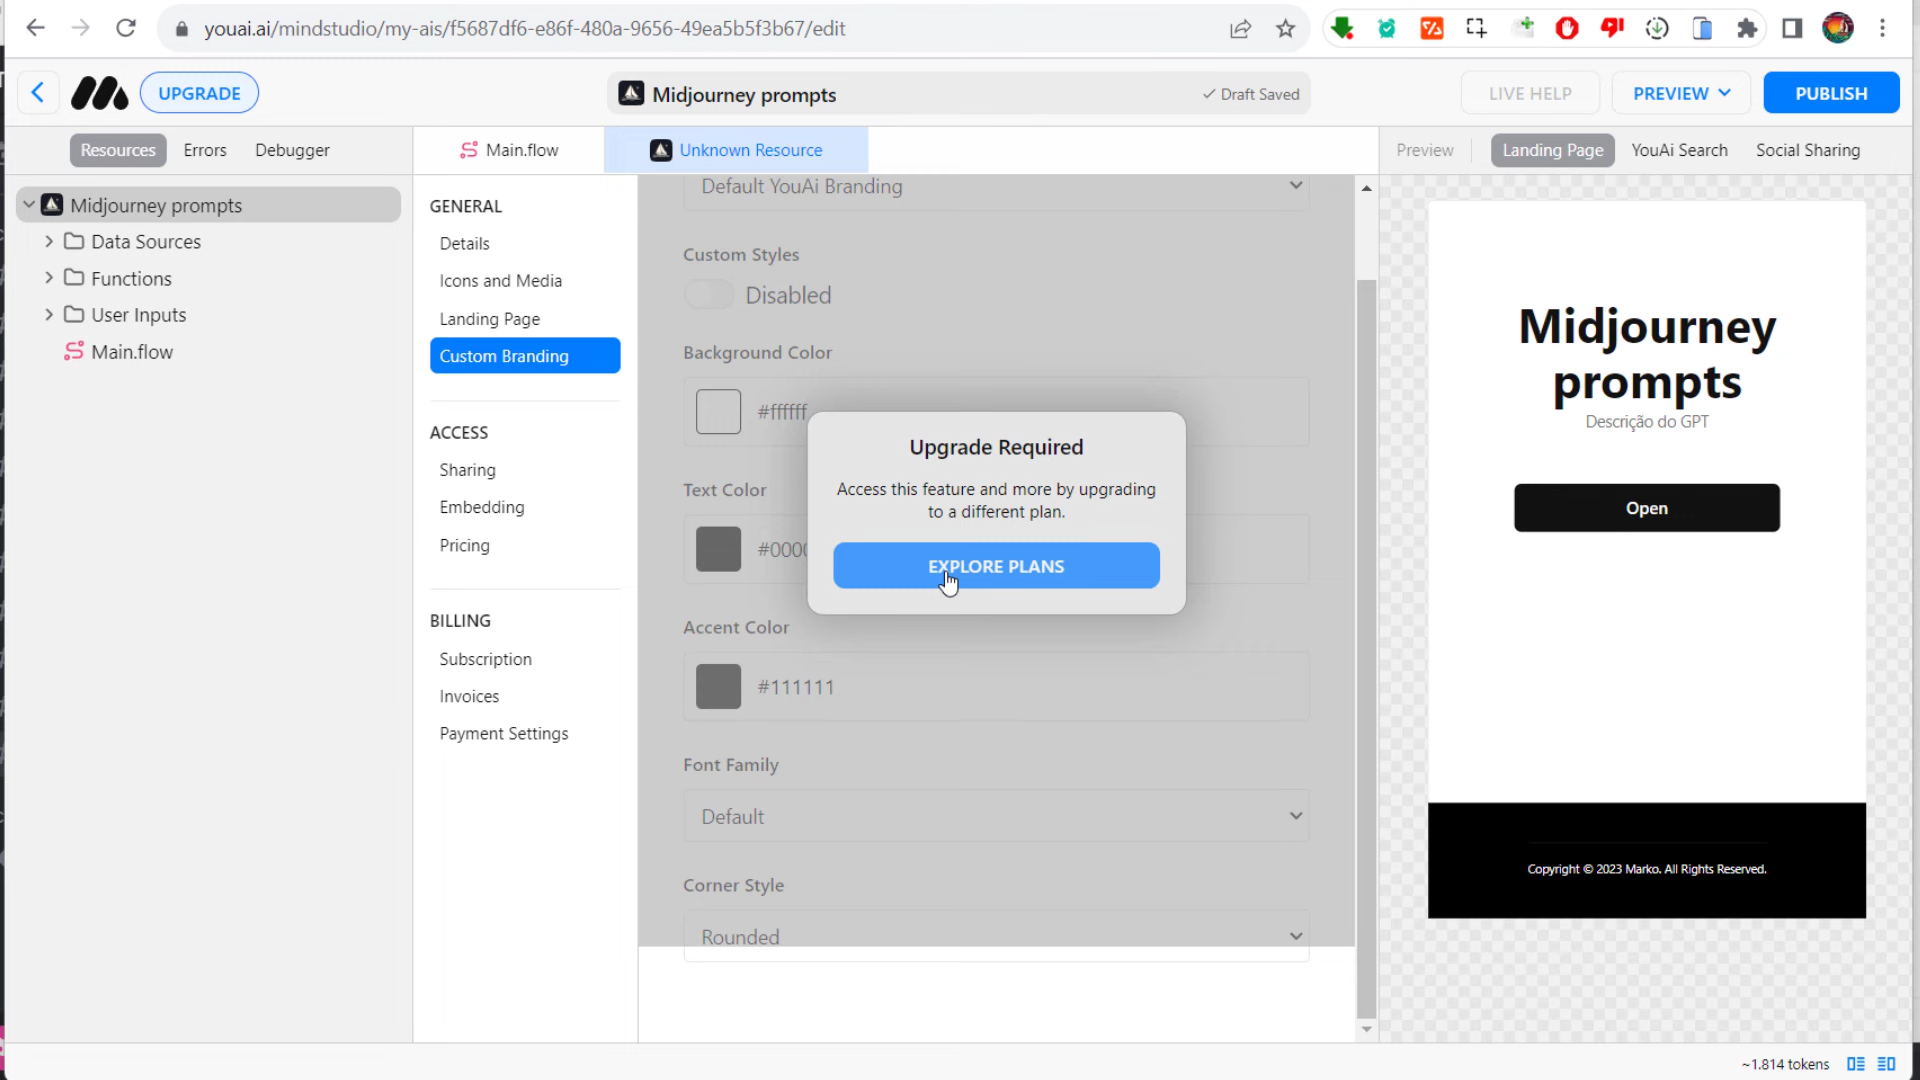 youai.ai/mindstudio/my-ais/f5687df6-e86f-480a-9656-49ea5b5f3b67/edit
UPGRADE
Midjourney prompts
✓ Draft Saved
LIVE HELP
PREVIEW
PUBLISH
Resources
Errors
Debugger
Main.flow
Unknown Resource
Preview
Landing Page
YouAi Search
Social Sharing
Midjourney prompts
Data Sources
Functions
User Inputs
Main.flow
GENERAL
Details
Icons and Media
Landing Page
Custom Branding
ACCESS
Sharing
Embedding
Pricing
BILLING
Subscription
Invoices
Payment Settings
Default YouAi Branding
Custom Styles
Disabled
Background Color
#ffffff
Text Color
#000
Accent Color
#111111
Font Family
Default
Corner Style
Rounded
Upgrade Required
Access this feature and more by upgrading
to a different plan.
EXPLORE PLANS
Midjourney
prompts
Descrição do GPT
Open
Copyright © 2023 Marko. All Rights Reserved.
~1.814 tokens